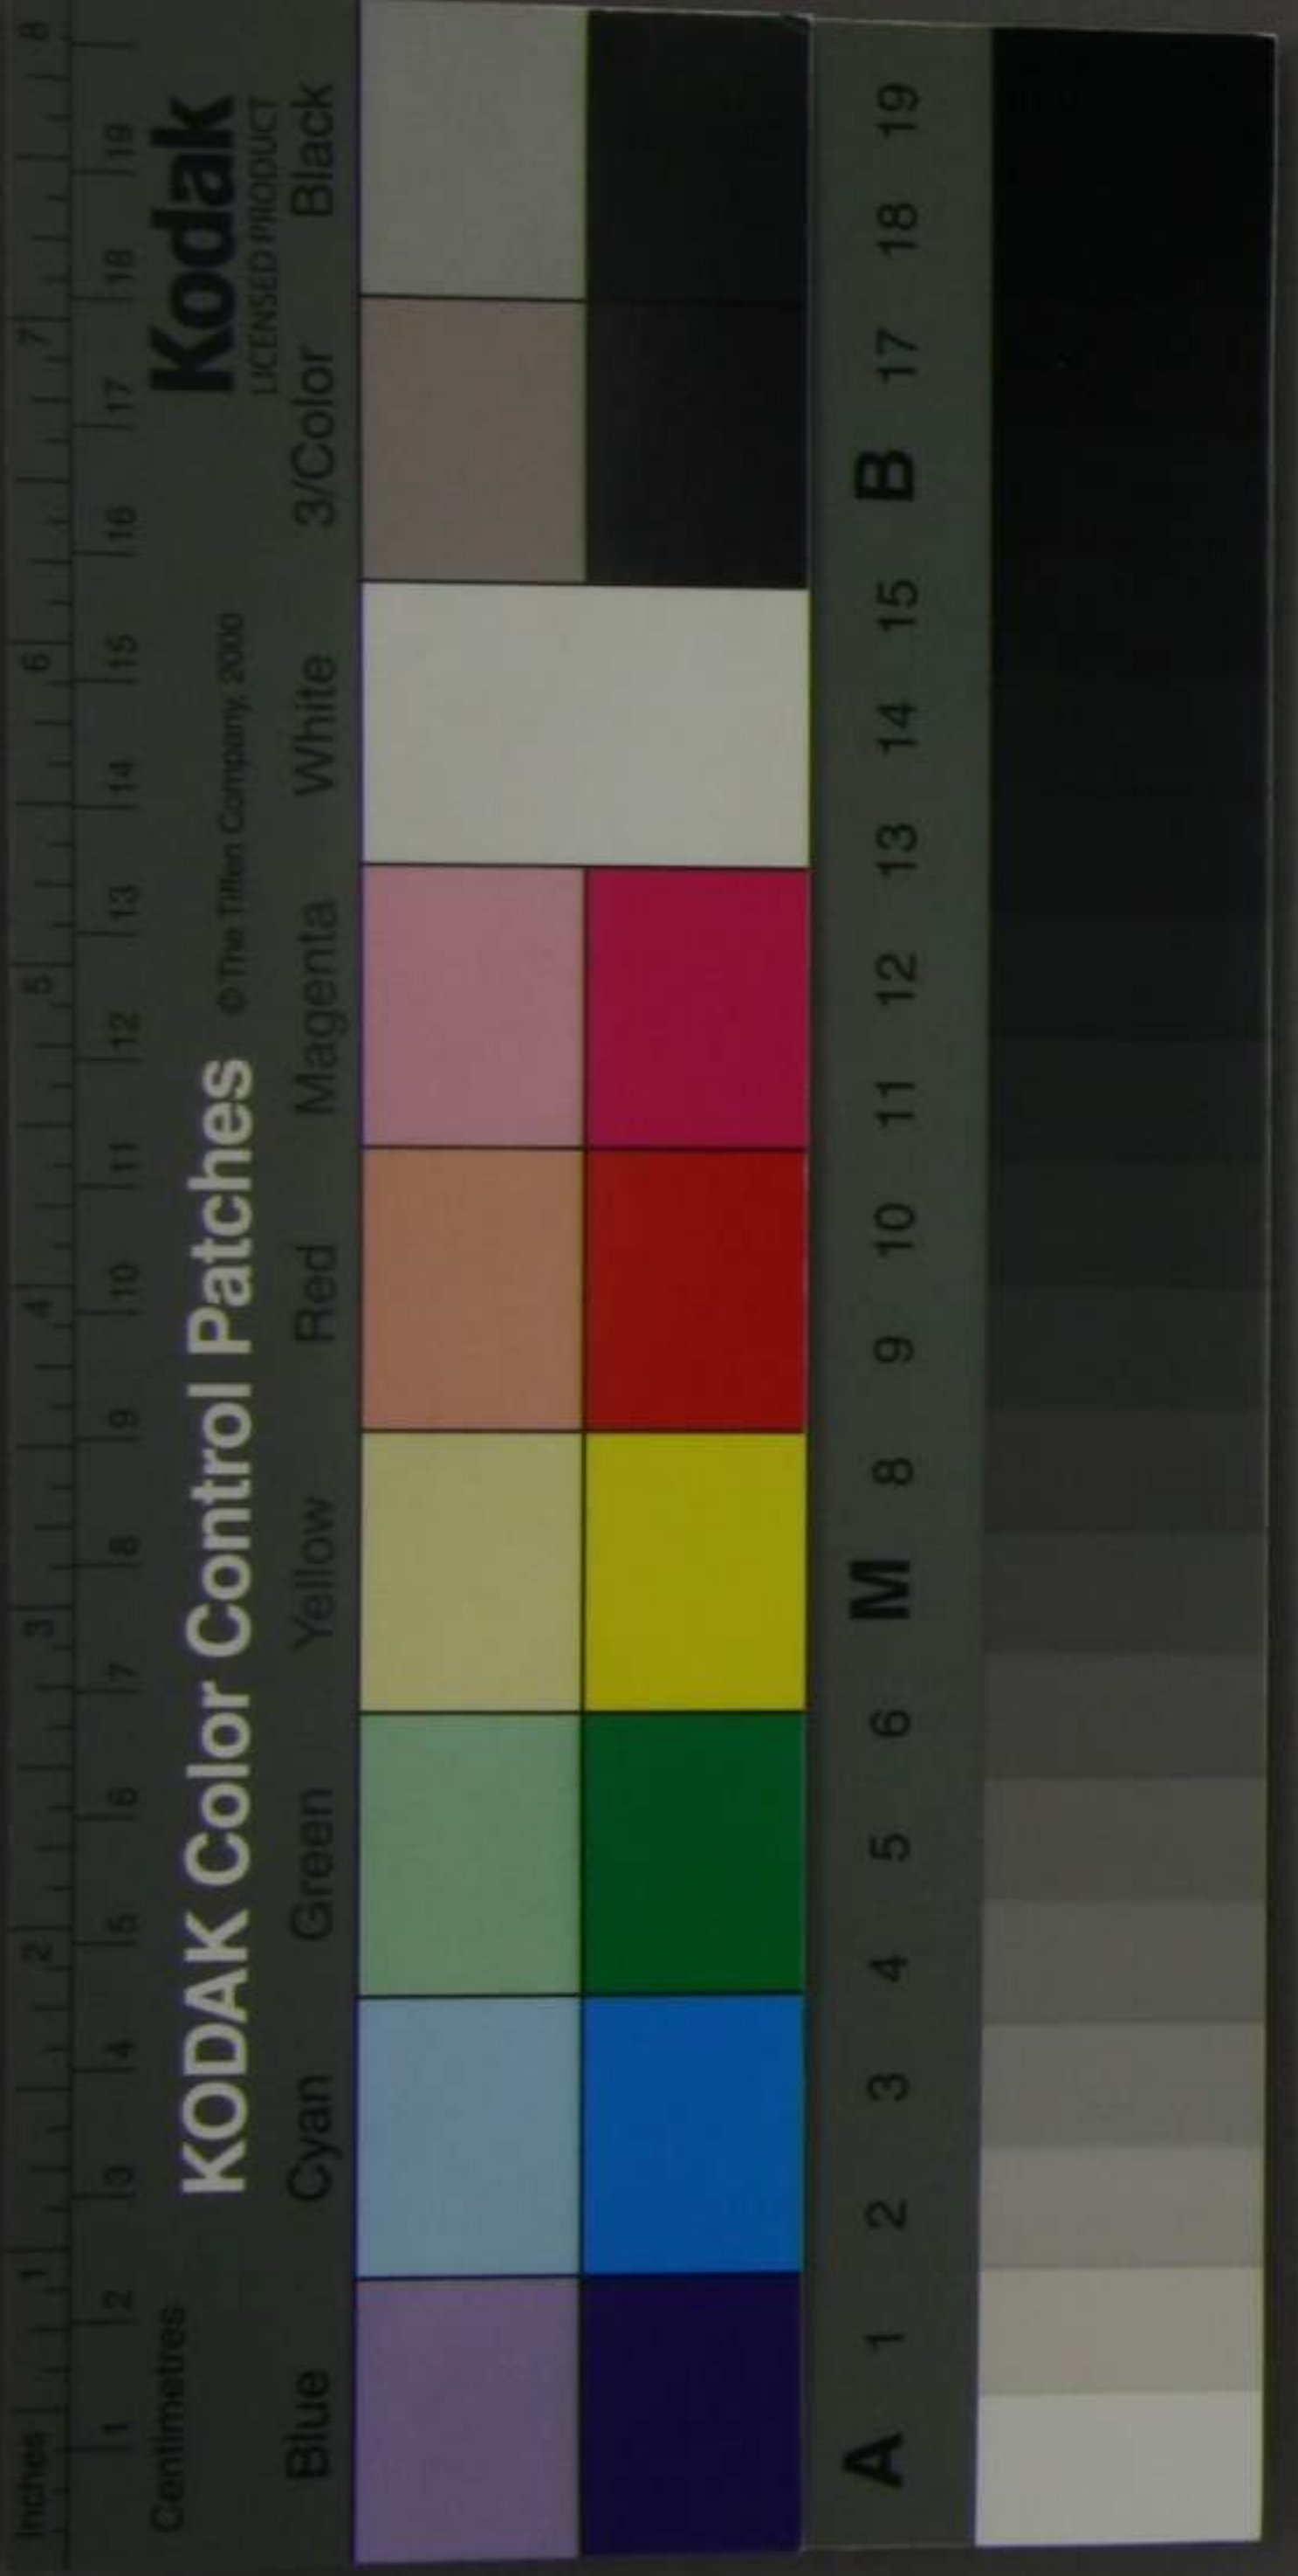 Inches 1 2 3 4 5 6 7 8
1 2 3 4 5 6 7 8 9 10 11 12 13 14 15 16 17 18 19
Centimetres
KODAK Color Control Patches © The Tiffen Company, 2000
Kodak
LICENSED PRODUCT
Blue Cyan Green Yellow Red Magenta White 3/Color Black
A 1 2 3 4 5 6 M 8 9 10 11 12 13 14 15 B 17 18 19